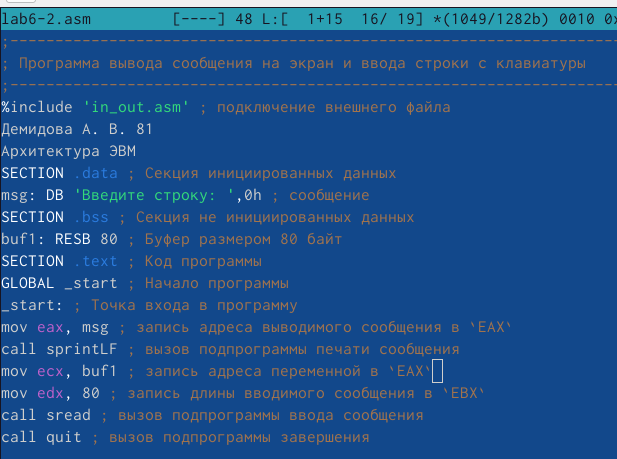 lab6-2.asm [----] 48 L:[ 1+15 16/ 19] *(1049/1282b) 0010 0x
;------------------------------------------------------------
; Программа вывода сообщения на экран и ввода строки с клавиатуры
;------------------------------------------------------------
%include 'in_out.asm' ; подключение внешнего файла
Демидова А. В. 81
Архитектура ЭВМ
SECTION .data ; Секция инициированных данных
msg: DB 'Введите строку: ',0h ; сообщение
SECTION .bss ; Секция не инициированных данных
buf1: RESB 80 ; Буфер размером 80 байт
SECTION .text ; Код программы
GLOBAL _start ; Начало программы
_start: ; Точка входа в программу
mov eax, msg ; запись адреса выводимого сообщения в `EAX`
call sprintLF ; вызов подпрограммы печати сообщения
mov ecx, buf1 ; запись адреса переменной в `EAX`
mov edx, 80 ; запись длины вводимого сообщения в `EBX`
call sread ; вызов подпрограммы ввода сообщения
call quit ; вызов подпрограммы завершения